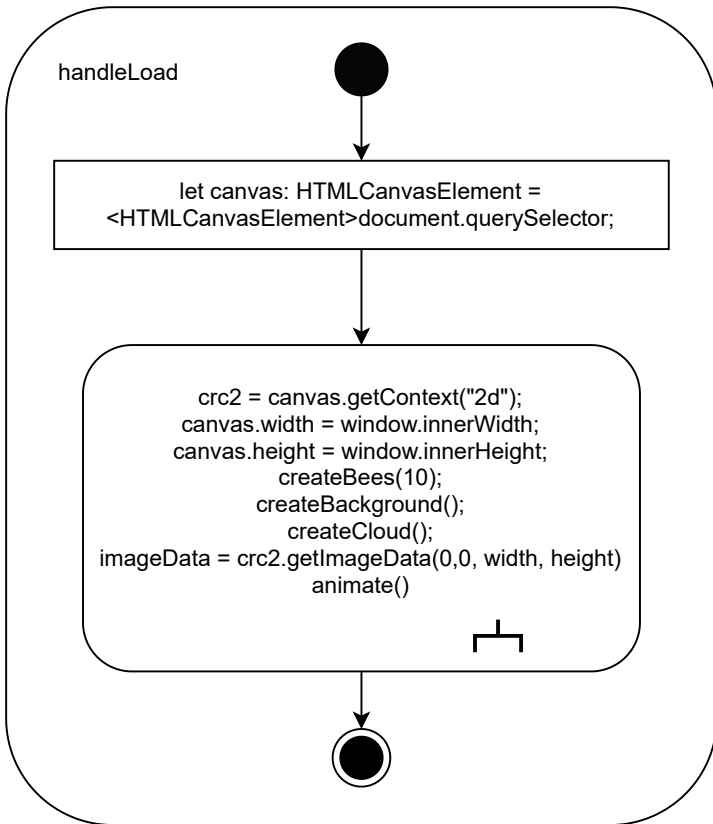 handleLoad
let canvas: HTMLCanvasElement =
<HTMLCanvasElement>document.querySelector;
crc2 = canvas.getContext("2d");
canvas.width = window.innerWidth;
canvas.height = window.innerHeight;
createBees(10);
createBackground();
createCloud();
imageData = crc2.getImageData(0,0, width, height)
animate()